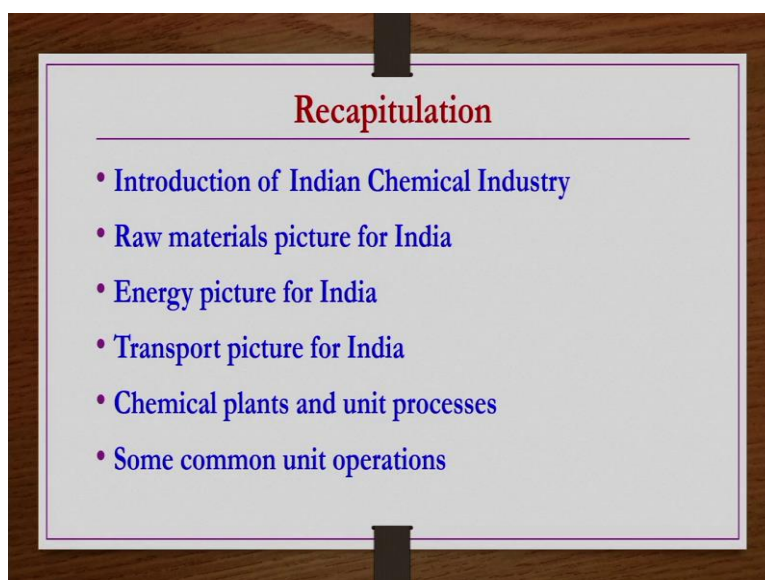 Recapitulation
• Introduction of Indian Chemical Industry
• Raw materials picture for India
• Energy picture for India
• Transport picture for India
• Chemical plants and unit processes
• Some common unit operations